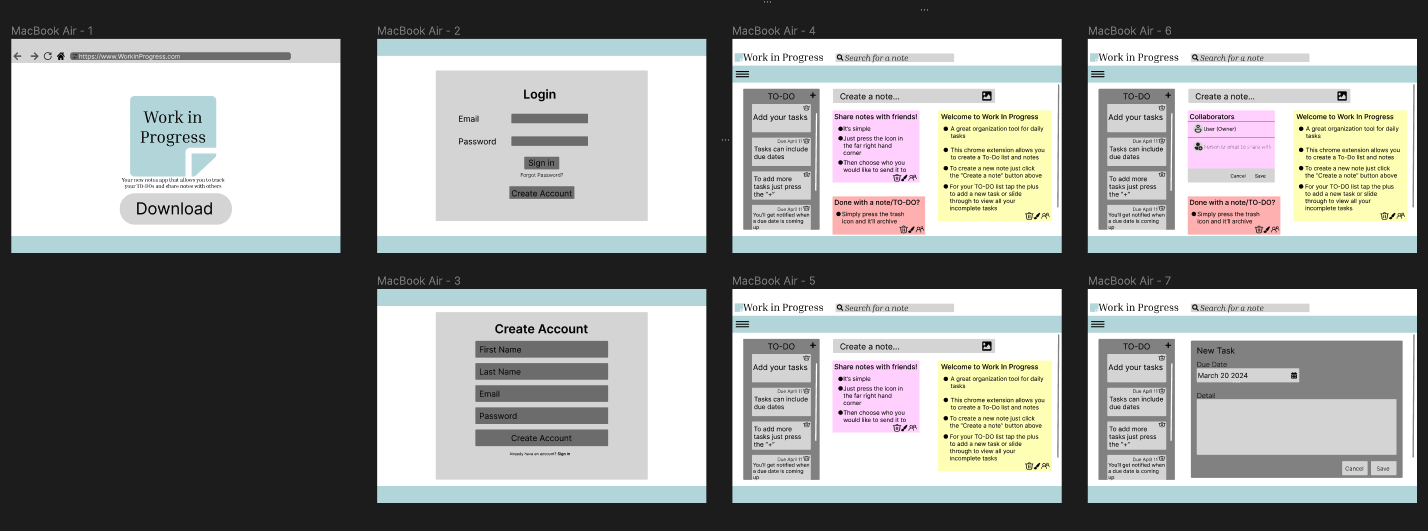 MacBook Air - 1
https://www.WorkInProgress.com
Work in
Progress
Your new notes app that allows you to track
your TO-DOs and share notes with others
Download
MacBook Air - 2
Login
Email
Password
Sign in
Forgot Password?
Create Account
MacBook Air - 4
Work in Progress
Search for a note
TO-DO +
Add your tasks
Due April 11
Tasks can include
due dates
To add more
tasks just press
the "+"
Due April 11
You'll get notified when
a due date is coming
up
Create a note...
Share notes with friends!
It's simple
Just press the icon in
the far right hand
corner
Then choose who you
would like to send it to
Done with a note/TO-DO?
Simply press the trash
icon and it'll archive
Welcome to Work In Progress
A great organization tool for daily
tasks
This chrome extension allows you
to create a To-Do list and notes
To create a new note just click
the "Create a note" button above
For your TO-DO list tap the plus
to add a new task or slide
through to view all your
incomplete tasks
MacBook Air - 6
Work in Progress
Search for a note
TO-DO +
Add your tasks
Due April 11
Tasks can include
due dates
To add more
tasks just press
the "+"
Due April 11
You'll get notified when
a due date is coming
up
Create a note...
Collaborators
User (Owner)
Person or email to share with
Cancel Save
Done with a note/TO-DO?
Simply press the trash
icon and it'll archive
Welcome to Work In Progress
A great organization tool for daily
tasks
This chrome extension allows you
to create a To-Do list and notes
To create a new note just click
the "Create a note" button above
For your TO-DO list tap the plus
to add a new task or slide
through to view all your
incomplete tasks
MacBook Air - 3
Create Account
First Name
Last Name
Email
Password
Create Account
Already have an account? Sign in
MacBook Air - 5
Work in Progress
Search for a note
TO-DO +
Add your tasks
Due April 11
Tasks can include
due dates
To add more
tasks just press
the "+"
Due April 11
You'll get notified when
a due date is coming
up
Create a note...
Share notes with friends!
It's simple
Just press the icon in
the far right hand
corner
Then choose who you
would like to send it to
Welcome to Work In Progress
A great organization tool for daily
tasks
This chrome extension allows you
to create a To-Do list and notes
To create a new note just click
the "Create a note" button above
For your TO-DO list tap the plus
to add a new task or slide
through to view all your
incomplete tasks
MacBook Air - 7
Work in Progress
Search for a note
TO-DO +
Add your tasks
Due April 11
Tasks can include
due dates
To add more
tasks just press
the "+"
Due April 11
You'll get notified when
a due date is coming
up
New Task
Due Date
March 20 2024
Detail
Cancel Save